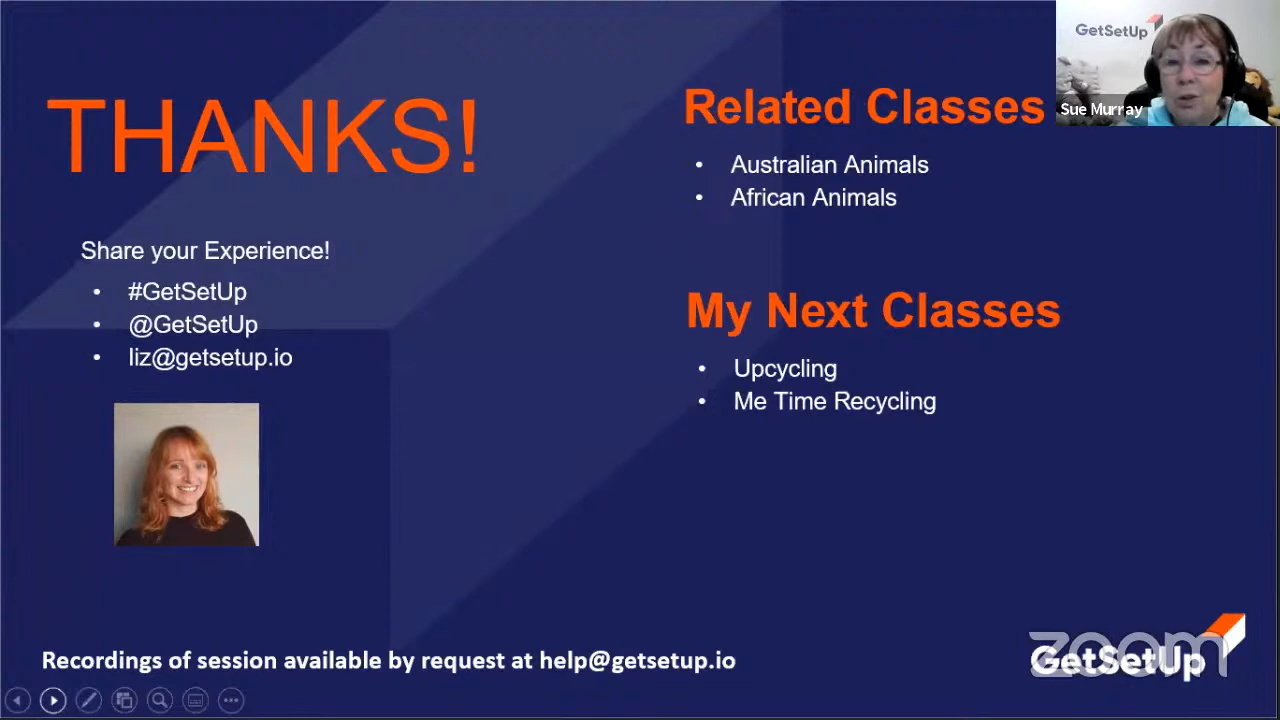 THANKS!
Share your Experience!
• #GetSetUp
• @GetSetUp
• liz@getsetup.io
Related Classes
• Australian Animals
• African Animals
My Next Classes
• Upcycling
• Me Time Recycling
Recordings of session available by request at help@getsetup.io
GetSetUp
Sue Murray
zoom
GetSetUp